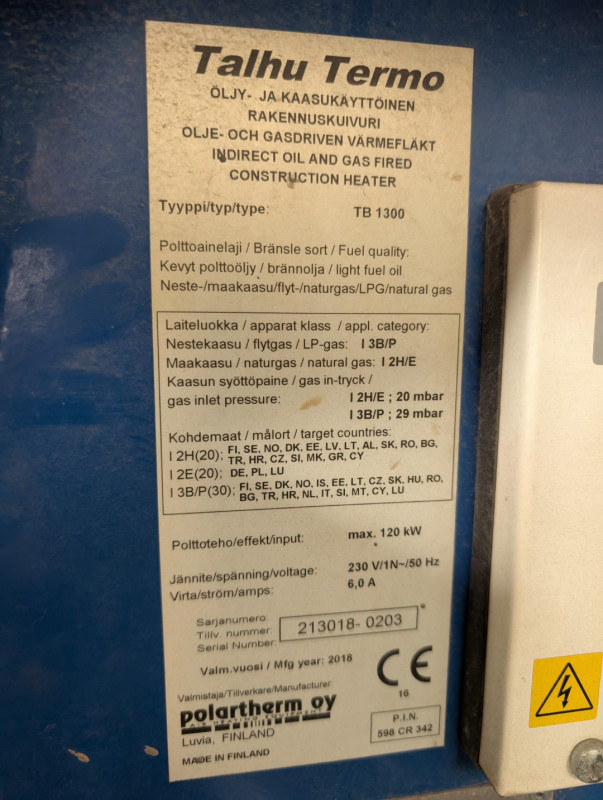 Talhu Termo
ÖLJY- JA KAASUKÄYTTÖINEN
RAKENNUSKUIVURI
OLJE- OCH GASDRIVEN VÄRMEFLÄKT
INDIRECT OIL AND GAS FIRED
CONSTRUCTION HEATER
Tyyppi/typ/type: TB 1300
Polttoainelaji / Bränsle sort / Fuel quality:
Kevyt polttoöljy / brännolja / light fuel oil
Neste-/maakaasu/flyt-/naturgas/LPG/natural gas
Laiteluokka / apparat klass / appl. category:
Nestekaasu / flytgas / LP-gas: I 3B/P
Maakaasu / naturgas / natural gas: I 2H/E
Kaasun syöttöpaine / gas in-tryck /
gas inlet pressure: I 2H/E ; 20 mbar
I 3B/P ; 29 mbar
Kohdemaat / målort / target countries:
I 2H(20); FI, SE, NO, DK, EE, LV, LT, AL, SK, RO, BG,
TR, HR, CZ, SI, MK, GR, CY
I 2E(20); DE, PL, LU
I 3B/P(30); FI, SE, DK, NO, IS, EE, LT, CZ, SK, HU, RO,
BG, TR, HR, NL, IT, SI, MT, CY, LU
Polttoteho/effekt/input: max. 120 kW
Jännite/spänning/voltage: 230 V/1N~/50 Hz
Virta/ström/amps: 6,0 A
Sarjanumero:
Tillv. nummer: 213018-0203
Serial Number:
Valm.vuosi / Mfg year: 2018
CE
16
Valmistaja/Tillverkare/Manufacturer:
polartherm oy
AIR HEATING EQUIPMENT
Luvia, FINLAND
P.I.N.
598 CR 342
MADE IN FINLAND